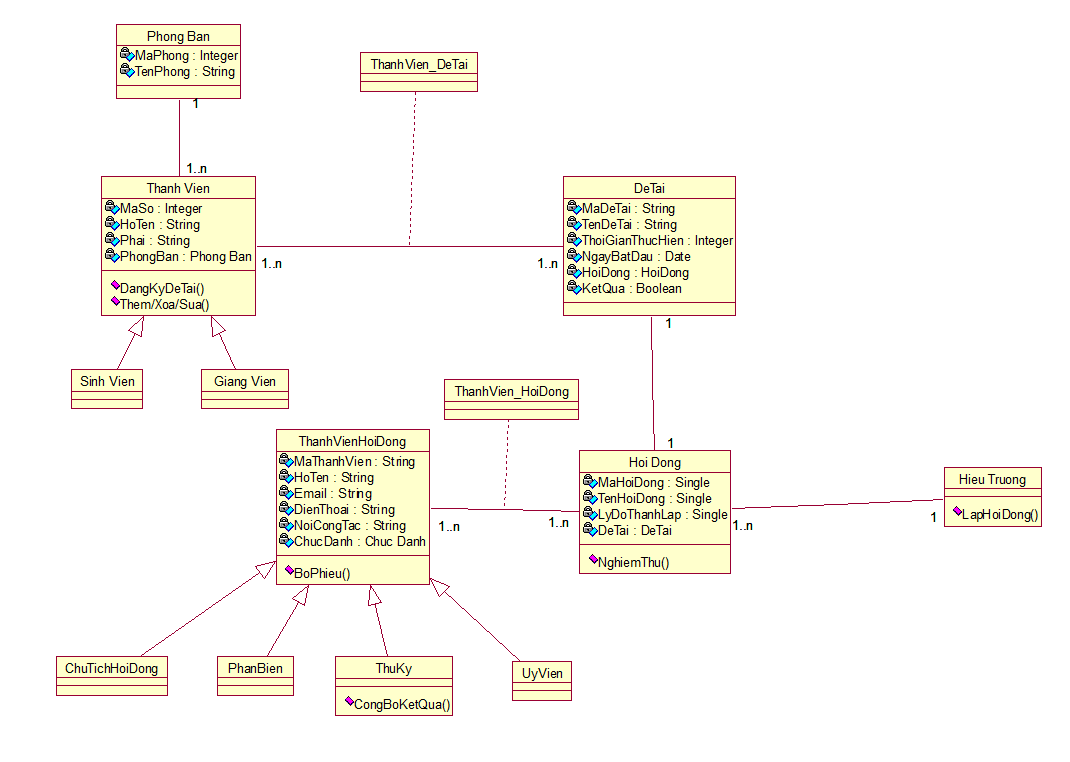 Phong Ban
MaPhong : Integer
TenPhong : String
1
1..n
ThanhVien_DeTai
Thanh Vien
MaSo : Integer
HoTen : String
Phai : String
PhongBan : Phong Ban
DangKyDeTai()
Them/Xoa/Sua()
1..n
1..n
DeTai
MaDeTai : String
TenDeTai : String
ThoiGianThucHien : Integer
NgayBatDau : Date
HoiDong : HoiDong
KetQua : Boolean
1
1
Sinh Vien
Giang Vien
ThanhVien_HoiDong
ThanhVienHoiDong
MaThanhVien : String
HoTen : String
Email : String
DienThoai : String
NoiCongTac : String
ChucDanh : Chuc Danh
BoPhieu()
1..n
1..n
Hoi Dong
MaHoiDong : Single
TenHoiDong : Single
LyDoThanhLap : Single
DeTai : DeTai
NghiemThu()
1..n
1
Hieu Truong
LapHoiDong()
ChuTichHoiDong
PhanBien
ThuKy
CongBoKetQua()
UyVien